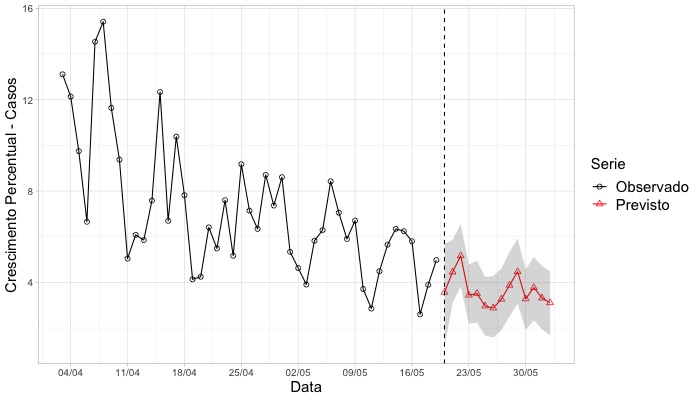 16
12
8
4
Crescimento Percentual - Casos
04/04
11/04
18/04
25/04
02/05
09/05
16/05
23/05
30/05
Data
Serie
Observado
Previsto